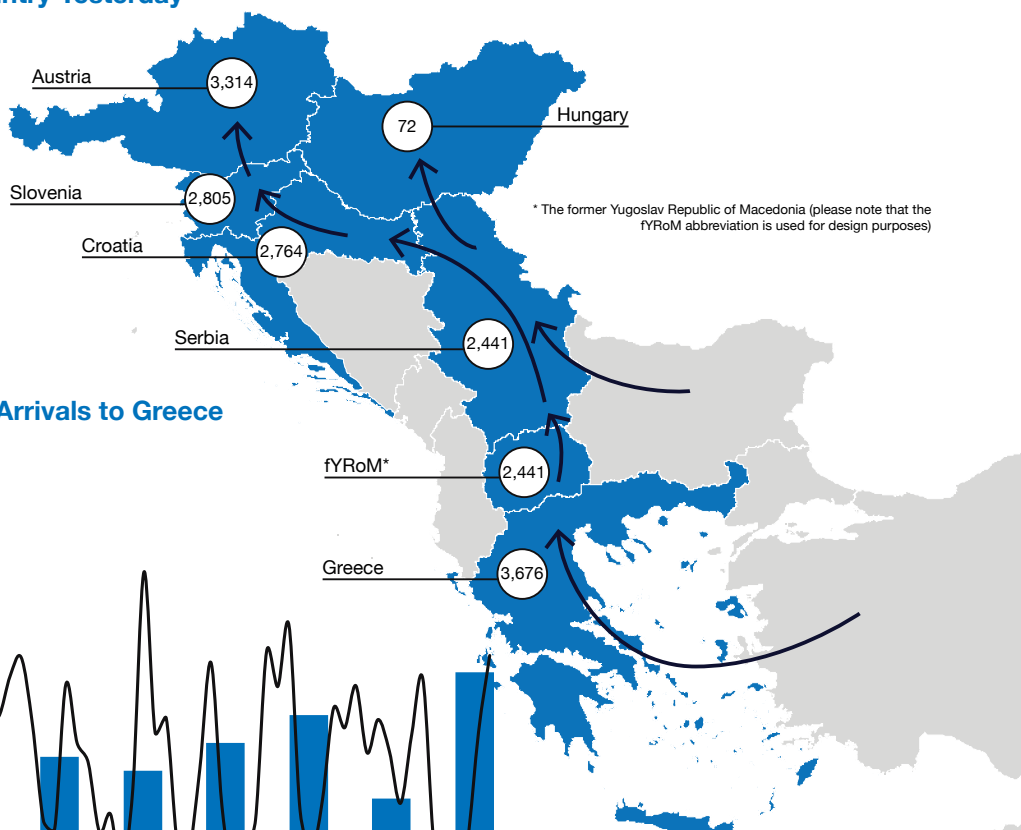 Yesterday
Austria
3,314
Hungary
72
Slovenia
2,805
* The former Yugoslav Republic of Macedonia (please note that the
fYRoM abbreviation is used for design purposes)
Croatia
2,764
Serbia
2,441
Arrivals to Greece
fYRoM*
2,441
Greece
3,676